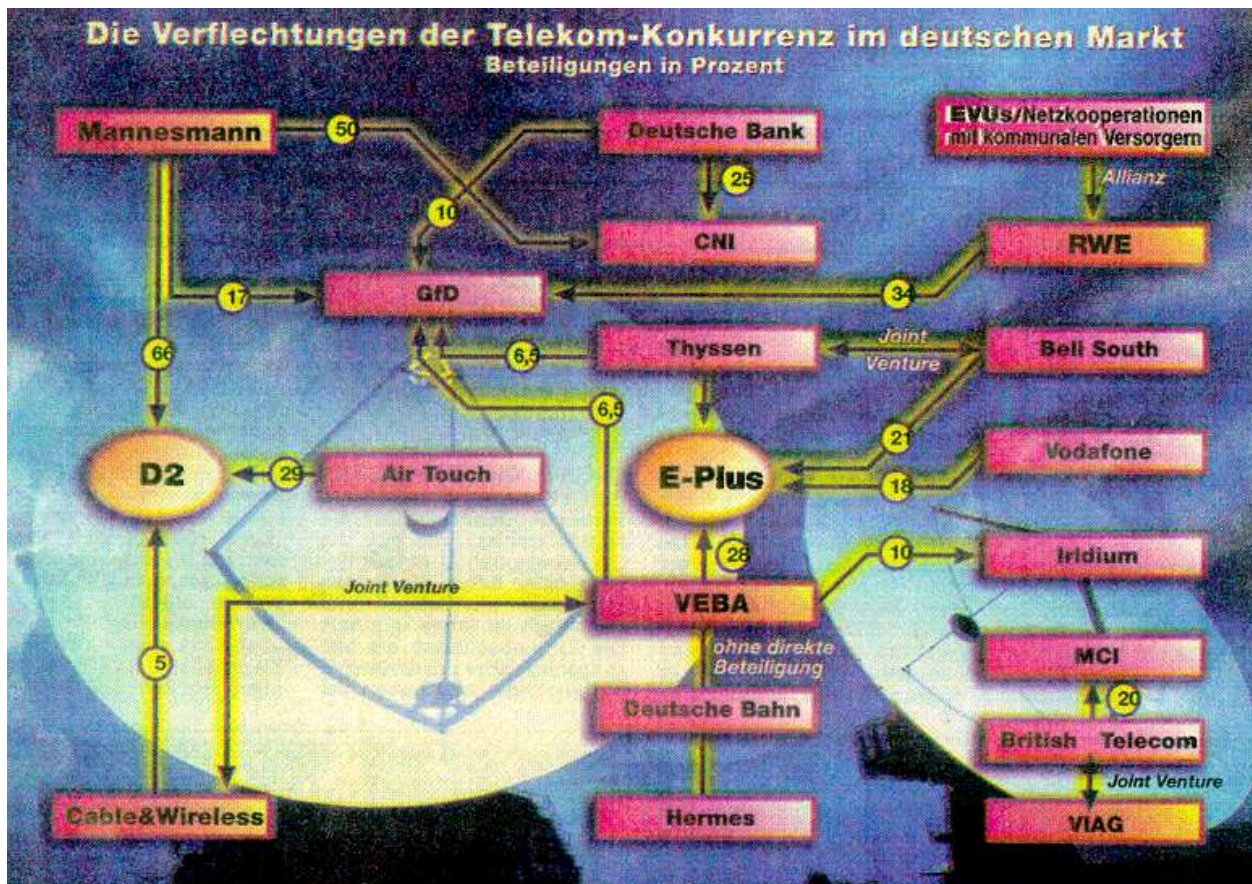 Die Verflechtungen der Telekom-Konkurrenz im deutschen Markt
Beteiligungen in Prozent
Mannesmann
50
Deutsche Bank
EVUs/Netzkooperationen
mit kommunalen Versorgern
10
25
Allianz
CNI
RWE
17
GfD
34
66
6,5
Thyssen
Joint
Venture
Bell South
6,5
21
D2
29
Air Touch
E-Plus
18
Vodafone
28
10
Iridium
Joint Venture
VEBA
5
ohne direkte
Beteiligung
MCI
20
Deutsche Bahn
British Telecom
Joint Venture
Cable&Wireless
Hermes
VIAG